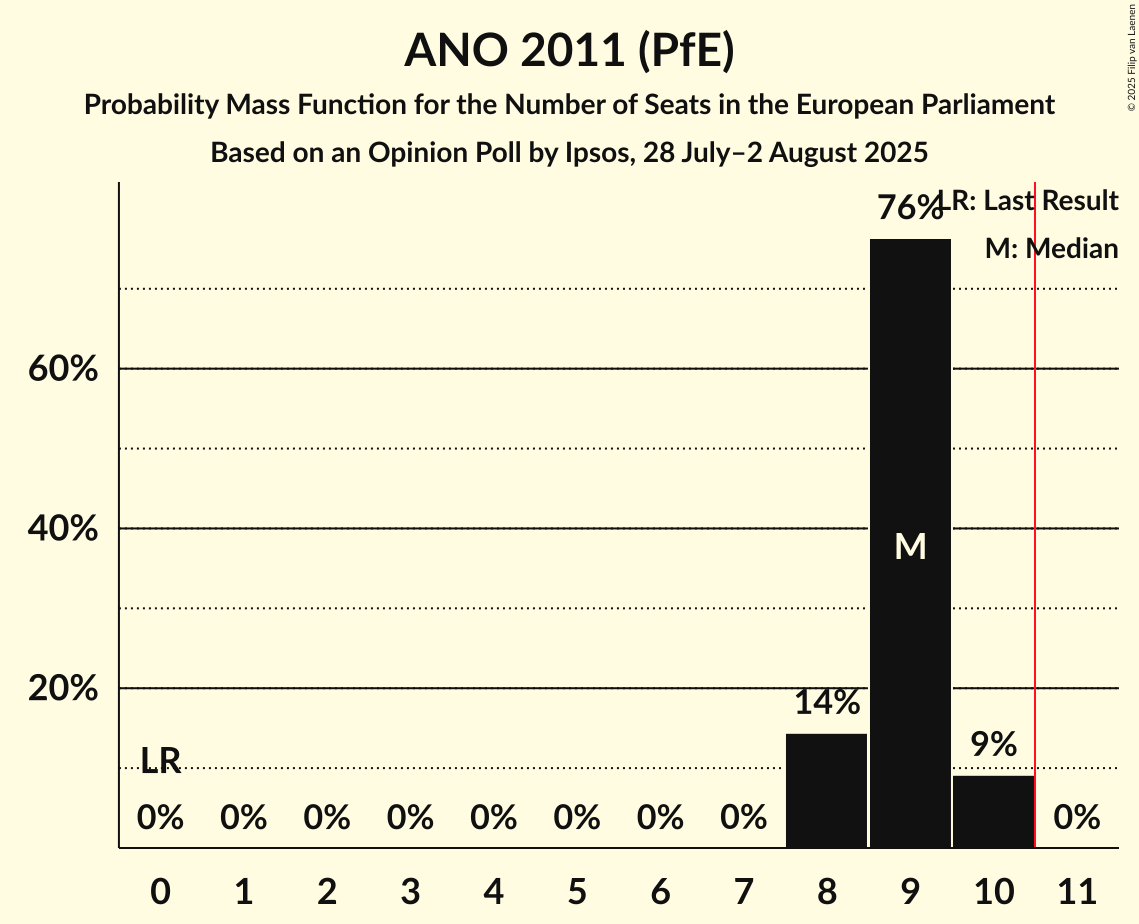 ANO 2011 (PfE)
Probability Mass Function for the Number of Seats in the European Parliament
Based on an Opinion Poll by Ipsos, 28 July–2 August 2025
© 2025 Filip van Laenen
LR: Last Result
M: Median
76%
60%
40%
M
20%
14%
9%
LR
0% 0% 0% 0% 0% 0% 0% 0% 0%
0 1 2 3 4 5 6 7 8 9 10 11